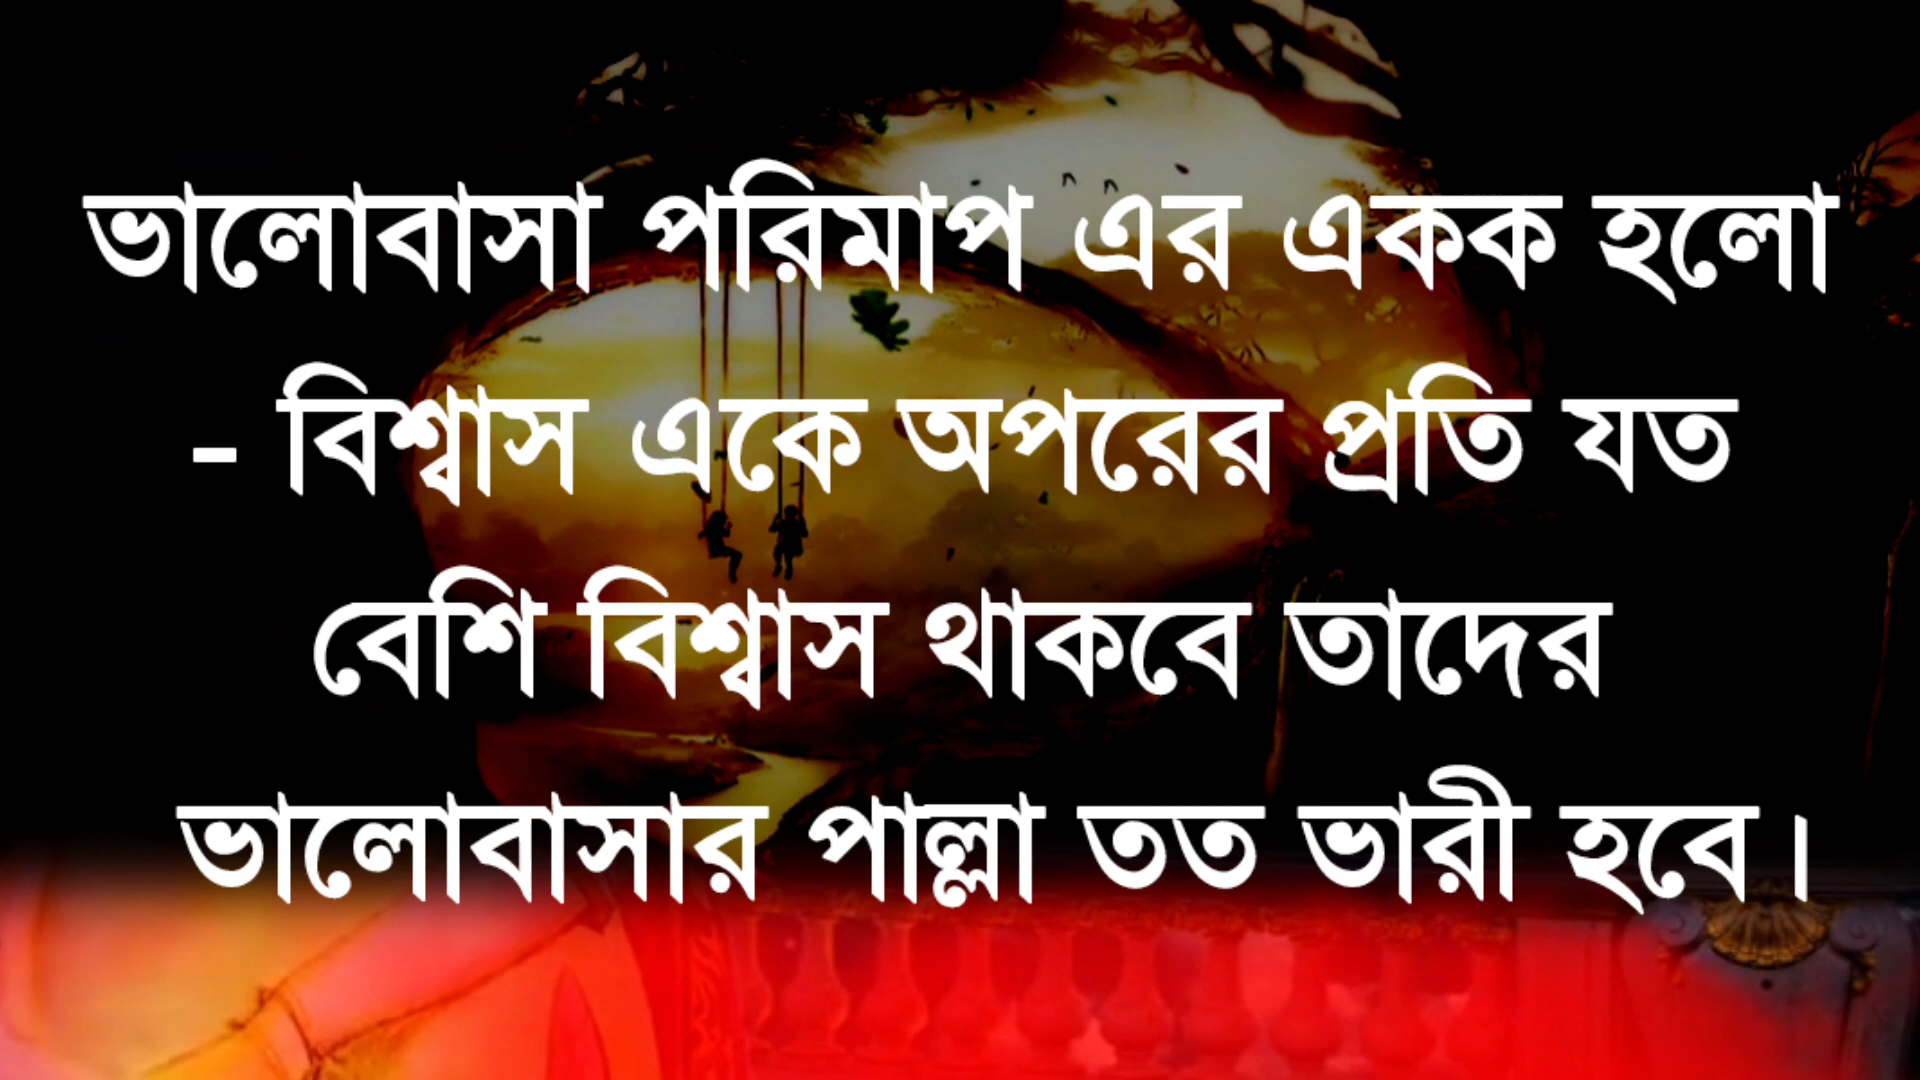 ভালোবাসা পরিমাপ এর একক হলো
- বিশ্বাস একে অপরের প্রতি যত
বেশি বিশ্বাস থাকবে তাদের
ভালোবাসার পাল্লা তত ভারী হবে।